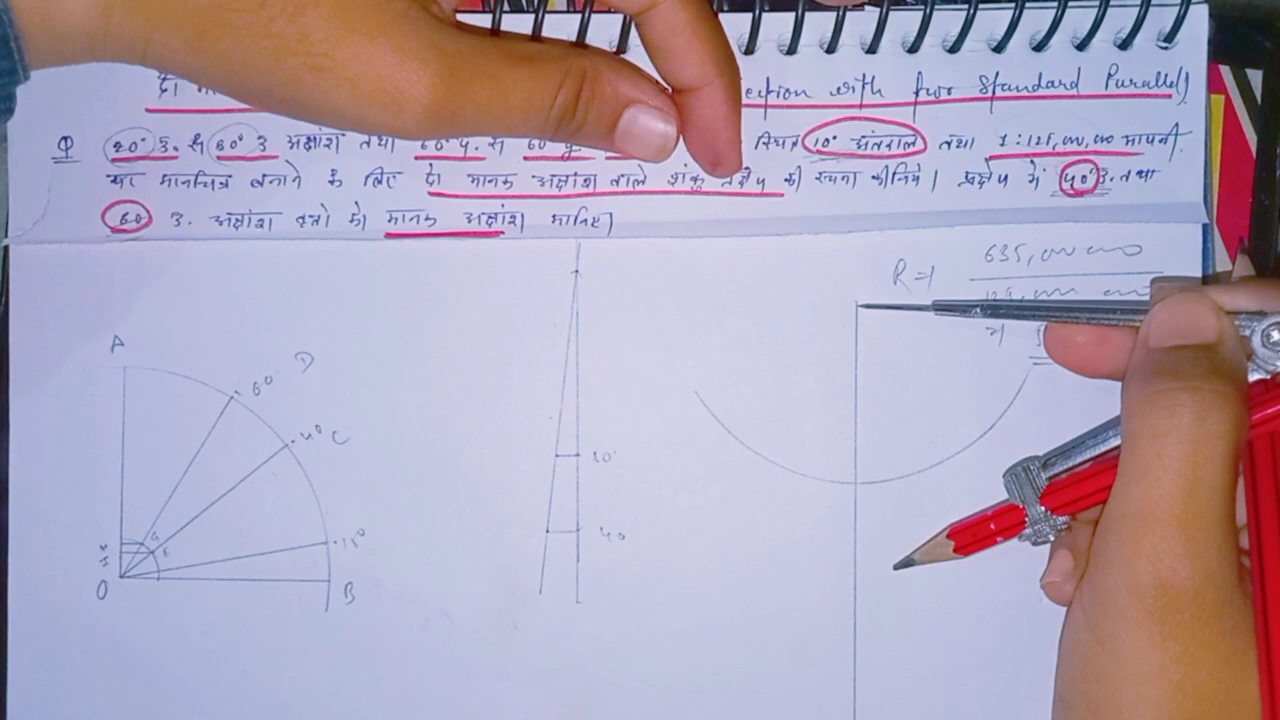 दो ection with two Standard Parallel)
Q 20° उ. से 80° उ अक्षांश तथा 60° प. से 60° पू. स्थित 10° अंतराल तथा 1:125,000,000 मापनी.
का मानचित्र बनाने के लिए दो मानक अक्षांश वाले शंकु प्रक्षेप की रचना कीजिये। प्रक्षेप में 40° उ. तथा
60 उ. अक्षांश वृत्तो को मानक अक्षांश मानिए।
R = 635,000,000
A
60° D
40° C
10°
G
F
O
B
60
40